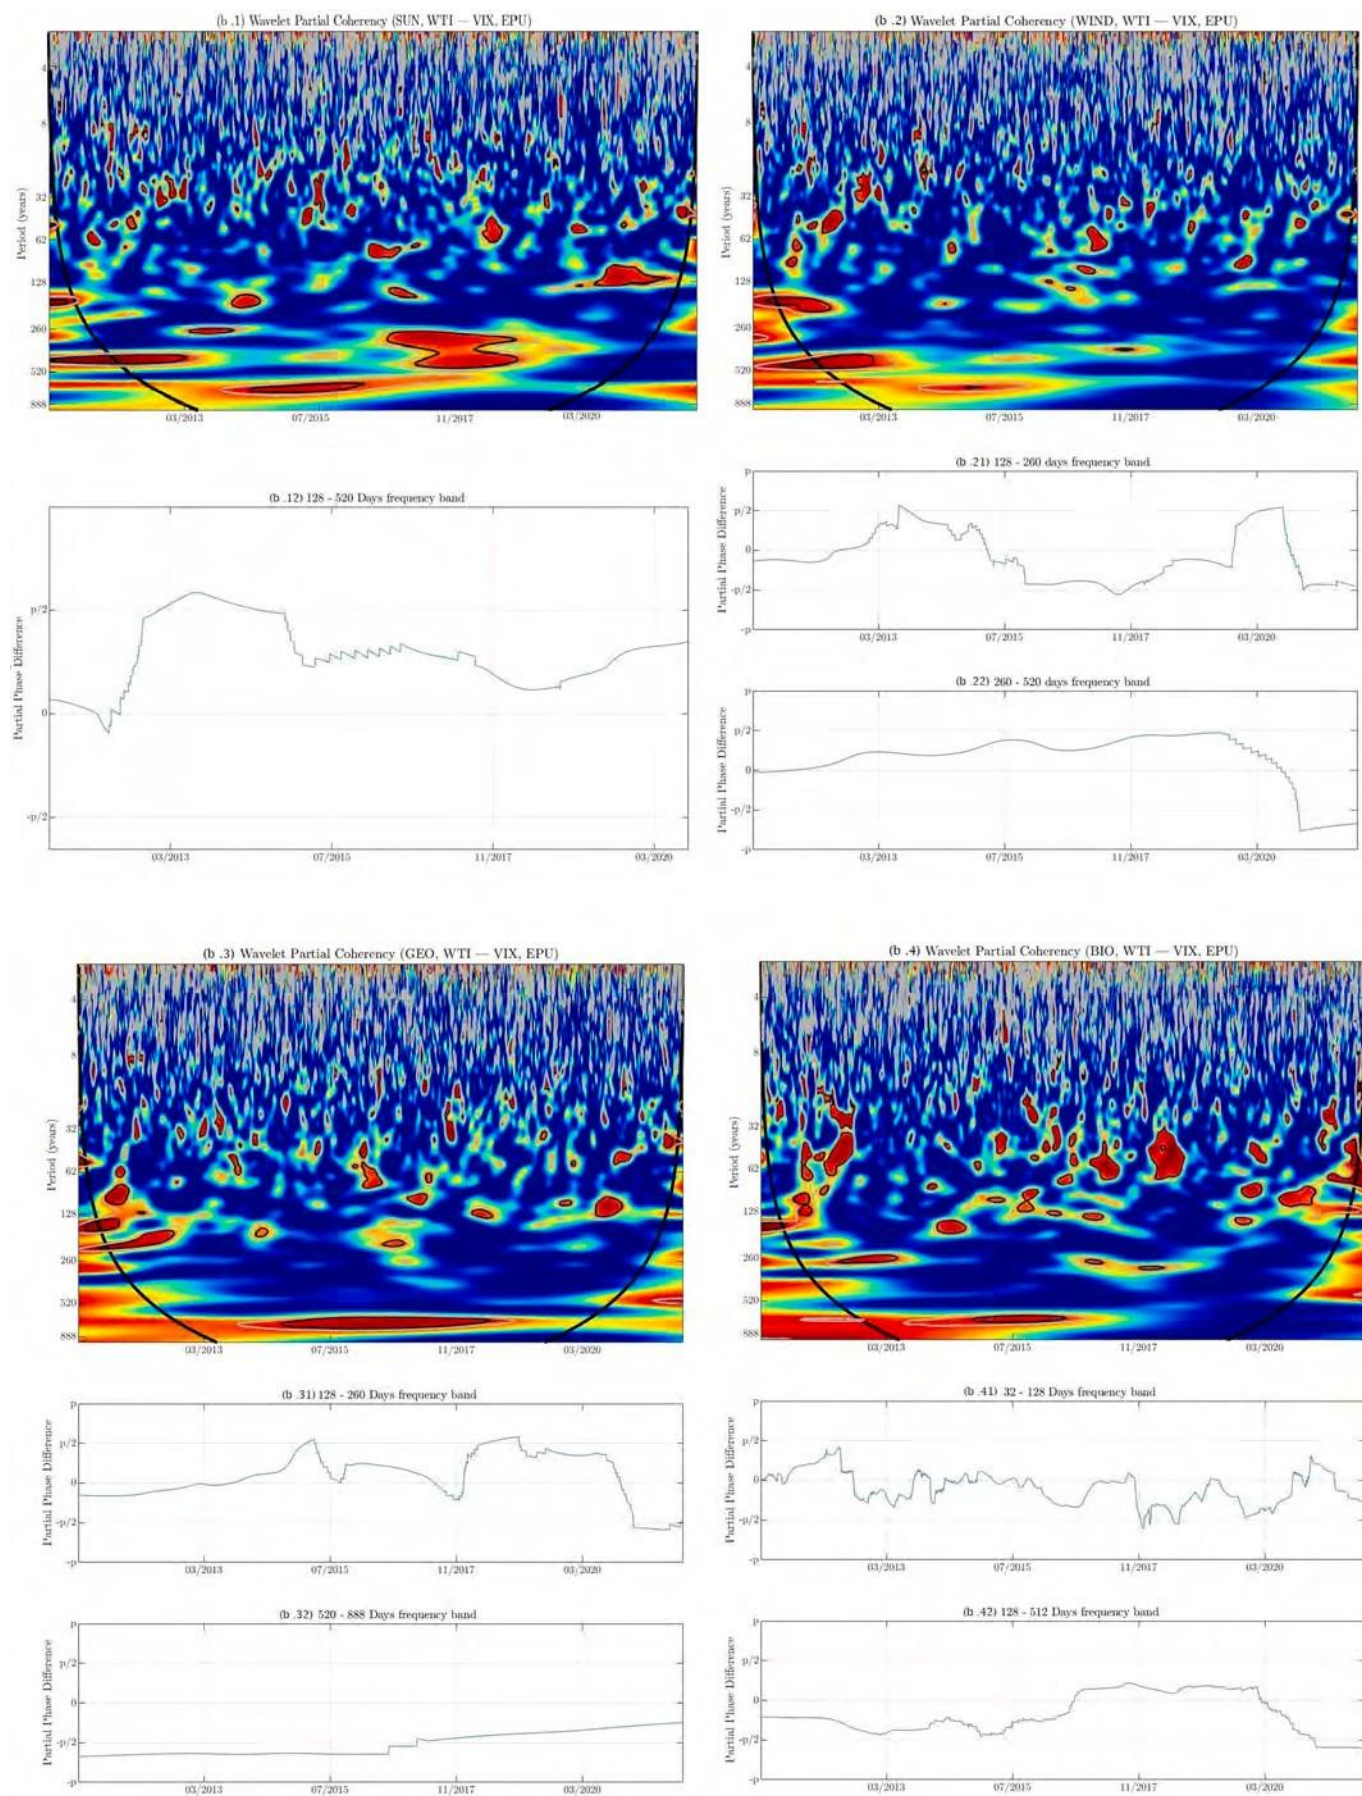 (b .1) Wavelet Partial Coherency (SUN, WTI — VIX, EPU)
Period (years)
4
8
32
62
128
260
520
888
03/2013 07/2015 11/2017 03/2020
(b .12) 128 - 520 Days frequency band
Partial Phase Difference
p/2
0
-p/2
03/2013 07/2015 11/2017 03/2020
(b .2) Wavelet Partial Coherency (WIND, WTI — VIX, EPU)
Period (years)
4
8
32
62
128
260
520
888
03/2013 07/2015 11/2017 03/2020
(b .21) 128 - 260 days frequency band
Partial Phase Difference
p
p/2
0
-p/2
-p
03/2013 07/2015 11/2017 03/2020
(b .22) 260 - 520 days frequency band
Partial Phase Difference
p
p/2
0
-p/2
-p
03/2013 07/2015 11/2017 03/2020
(b .3) Wavelet Partial Coherency (GEO, WTI — VIX, EPU)
Period (years)
4
8
32
62
128
260
520
888
03/2013 07/2015 11/2017 03/2020
(b .31) 128 - 260 Days frequency band
Partial Phase Difference
p
p/2
0
-p/2
-p
03/2013 07/2015 11/2017 03/2020
(b .32) 520 - 888 Days frequency band
Partial Phase Difference
p
p/2
0
-p/2
-p
03/2013 07/2015 11/2017 03/2020
(b .4) Wavelet Partial Coherency (BIO, WTI — VIX, EPU)
Period (years)
4
8
32
62
128
260
520
888
03/2013 07/2015 11/2017 03/2020
(b .41) 32 - 128 Days frequency band
Partial Phase Difference
p
p/2
0
-p/2
-p
03/2013 07/2015 11/2017 03/2020
(b .42) 128 - 512 Days frequency band
Partial Phase Difference
p
p/2
0
-p/2
-p
03/2013 07/2015 11/2017 03/2020